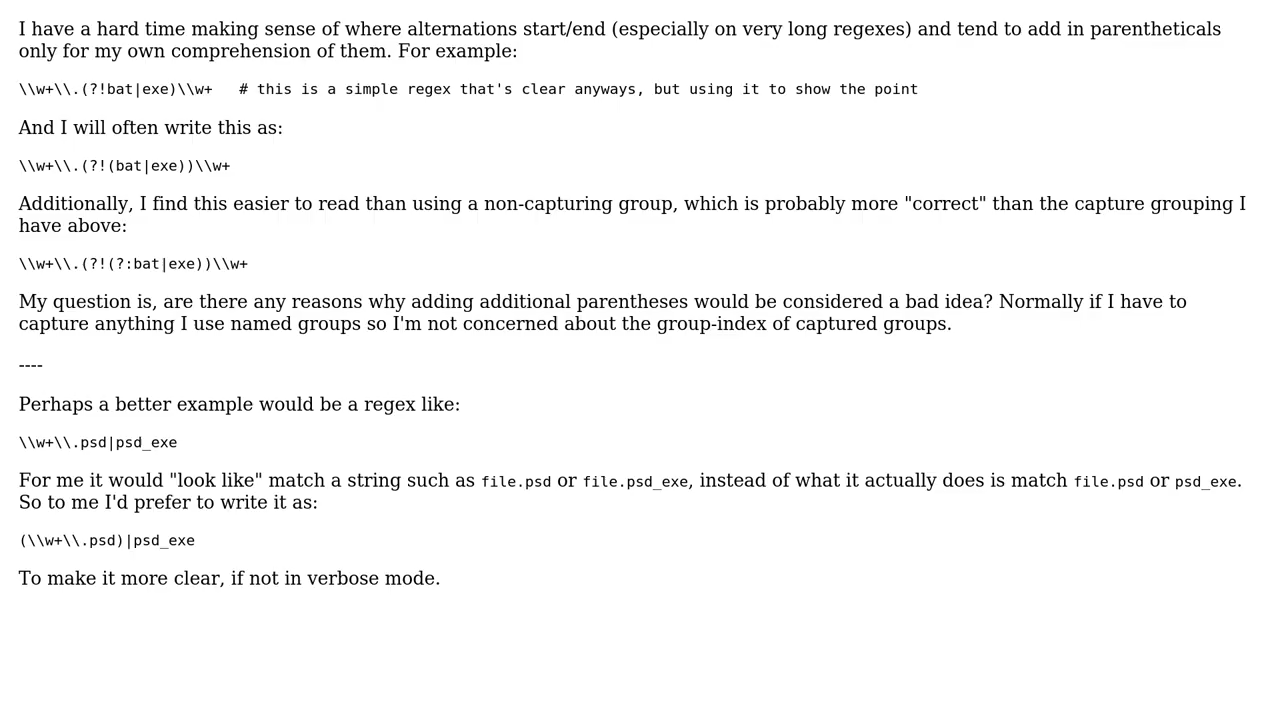 I have a hard time making sense of where alternations start/end (especially on very long regexes) and tend to add in parentheticals
only for my own comprehension of them. For example:
\\w+\\.(?!bat|exe)\\w+   # this is a simple regex that's clear anyways, but using it to show the point
And I will often write this as:
\\w+\\.(?!(bat|exe))\\w+
Additionally, I find this easier to read than using a non-capturing group, which is probably more "correct" than the capture grouping I
have above:
\\w+\\.(?!(?:bat|exe))\\w+
My question is, are there any reasons why adding additional parentheses would be considered a bad idea? Normally if I have to
capture anything I use named groups so I'm not concerned about the group-index of captured groups.
----
Perhaps a better example would be a regex like:
\\w+\\.psd|psd_exe
For me it would "look like" match a string such as file.psd or file.psd_exe, instead of what it actually does is match file.psd or psd_exe.
So to me I'd prefer to write it as:
(\\w+\\.psd)|psd_exe
To make it more clear, if not in verbose mode.